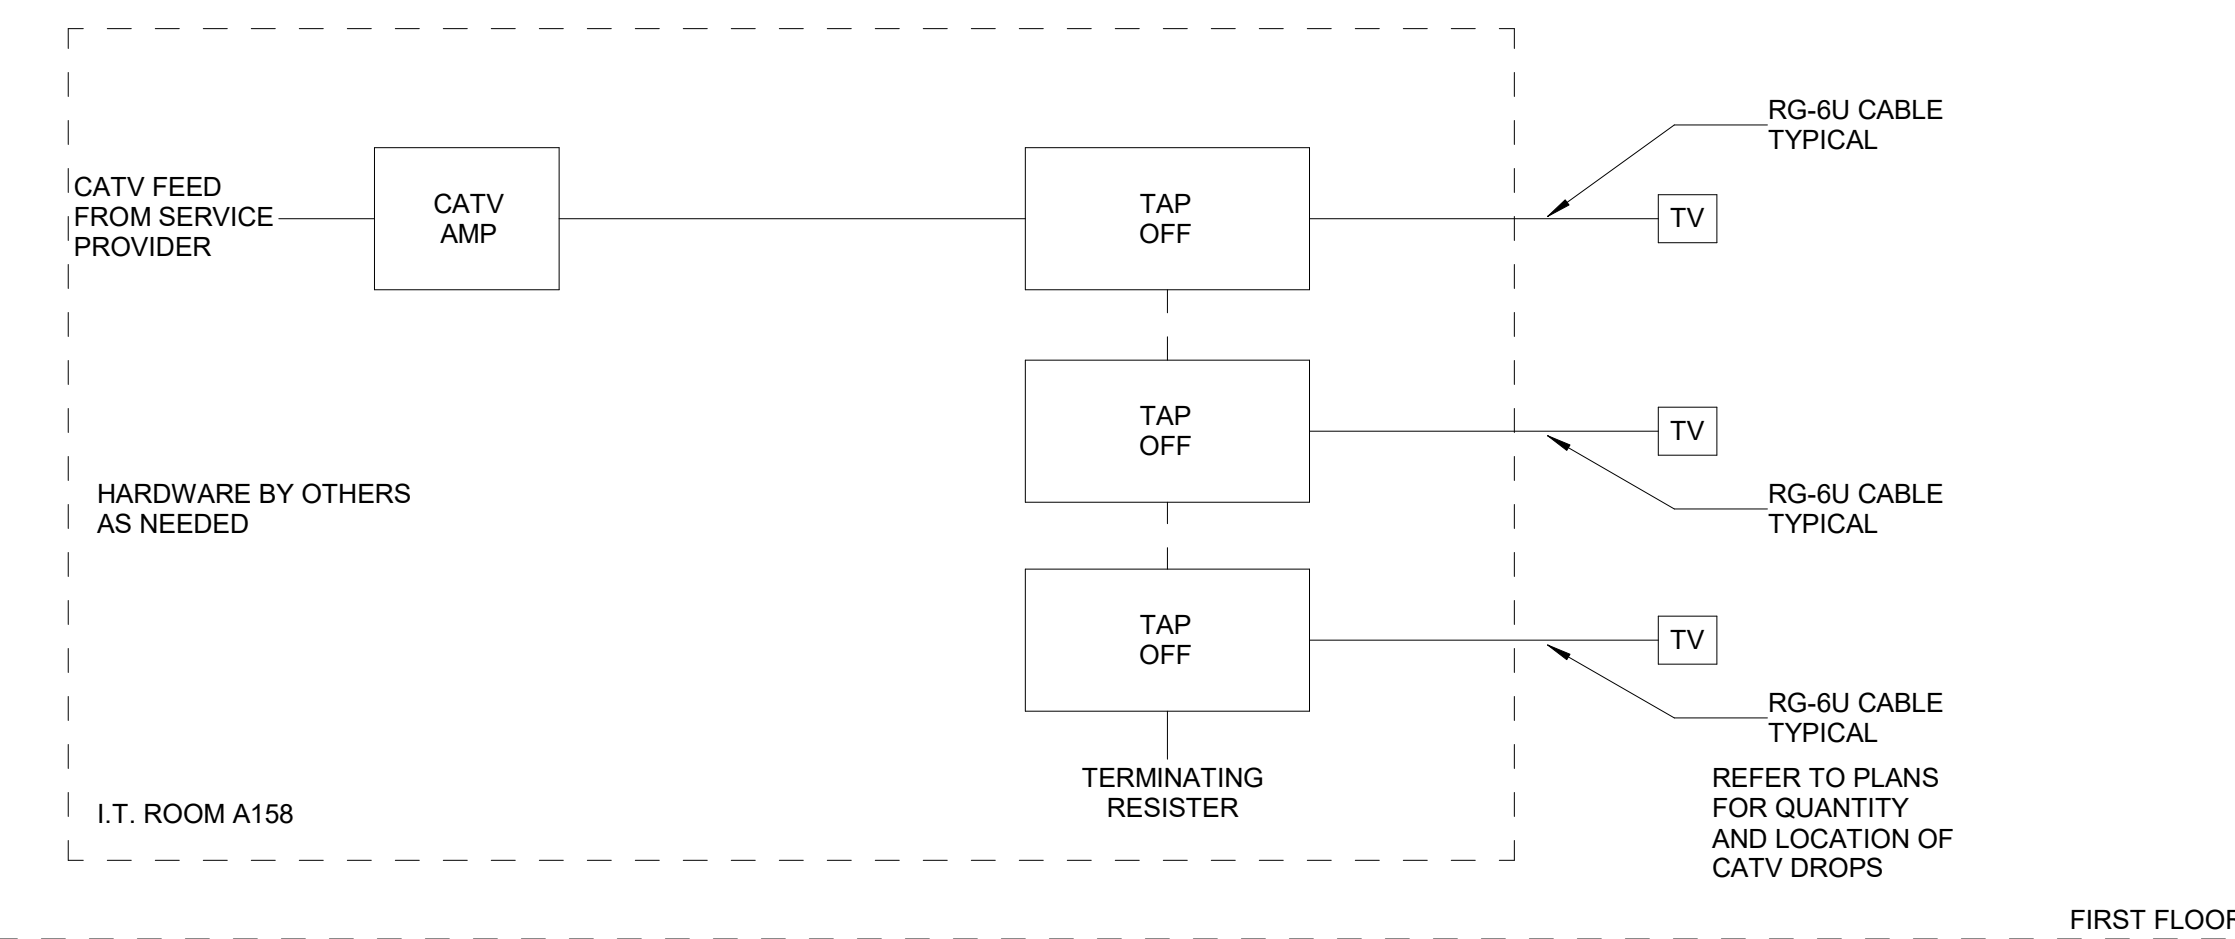 RG-6U CABLE
TYPICAL
CATV FEED
FROM SERVICE
PROVIDER
CATV
AMP
TAP
OFF
TV
TAP
OFF
TV
HARDWARE BY OTHERS
AS NEEDED
RG-6U CABLE
TYPICAL
TAP
OFF
TV
RG-6U CABLE
TYPICAL
TERMINATING
RESISTER
REFER TO PLANS
FOR QUANTITY
AND LOCATION OF
CATV DROPS
I.T. ROOM A158
FIRST FLOOR